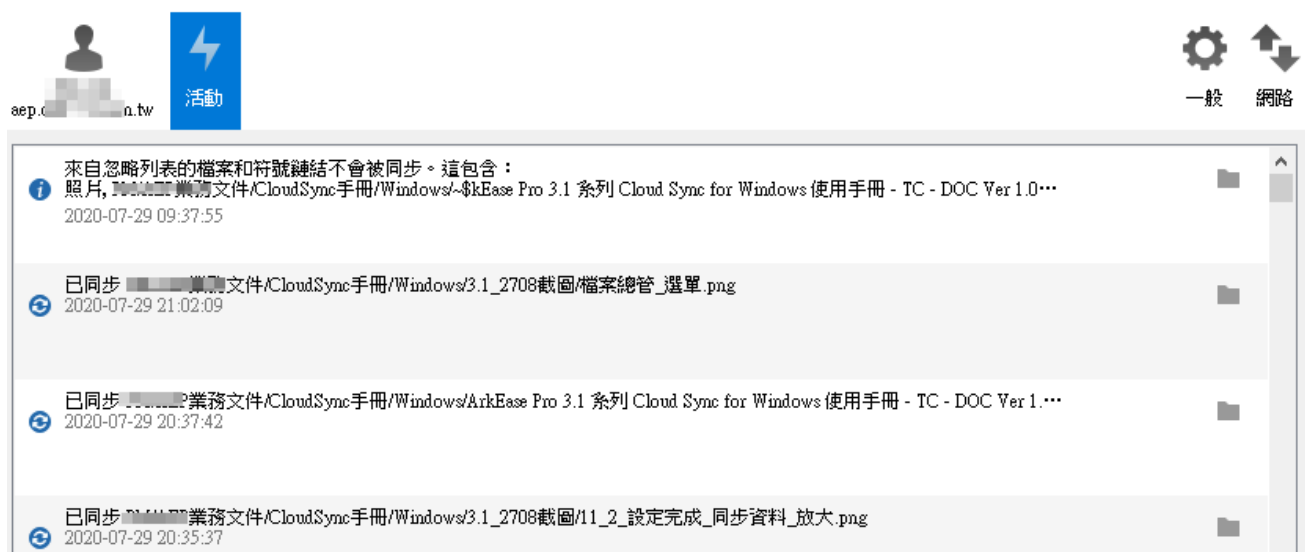 活動
一般
網路
aep. n.tw
來自忽略列表的檔案和符號鏈結不會被同步。這包含：
照片, 業務文件/CloudSync手冊/Windows/~$kEase Pro 3.1 系列 Cloud Sync for Windows 使用手冊 - TC - DOC Ver 1.0…
2020-07-29 09:37:55
已同步 業務文件/CloudSync手冊/Windows/3.1_2708截圖/檔案總管_選單.png
2020-07-29 21:02:09
已同步 業務文件/CloudSync手冊/Windows/ArkEase Pro 3.1 系列 Cloud Sync for Windows 使用手冊 - TC - DOC Ver 1.…
2020-07-29 20:37:42
已同步 業務文件/CloudSync手冊/Windows/3.1_2708截圖/11_2_設定完成_同步資料_放大.png
2020-07-29 20:35:37